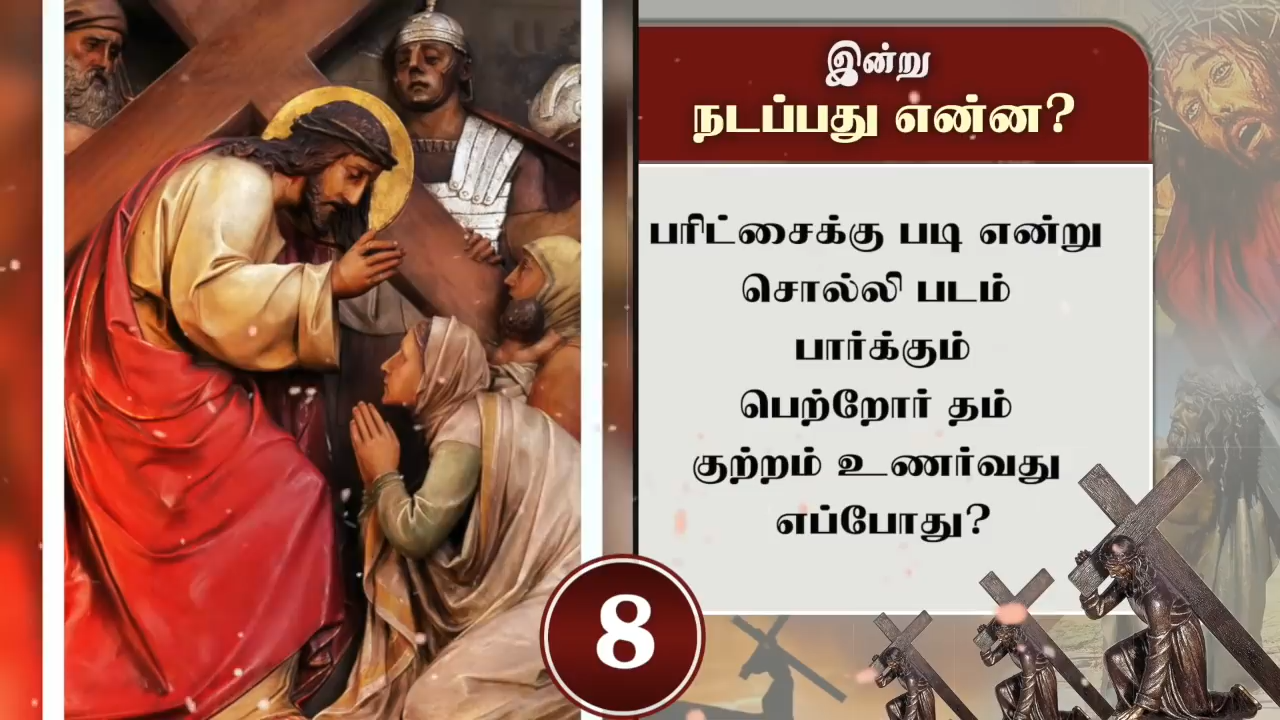 இன்று
நடப்பது என்ன?
பரிட்சைக்கு படி என்று
சொல்லி படம்
பார்க்கும்
பெற்றோர் தம்
குற்றம் உணர்வது
எப்போது?
8